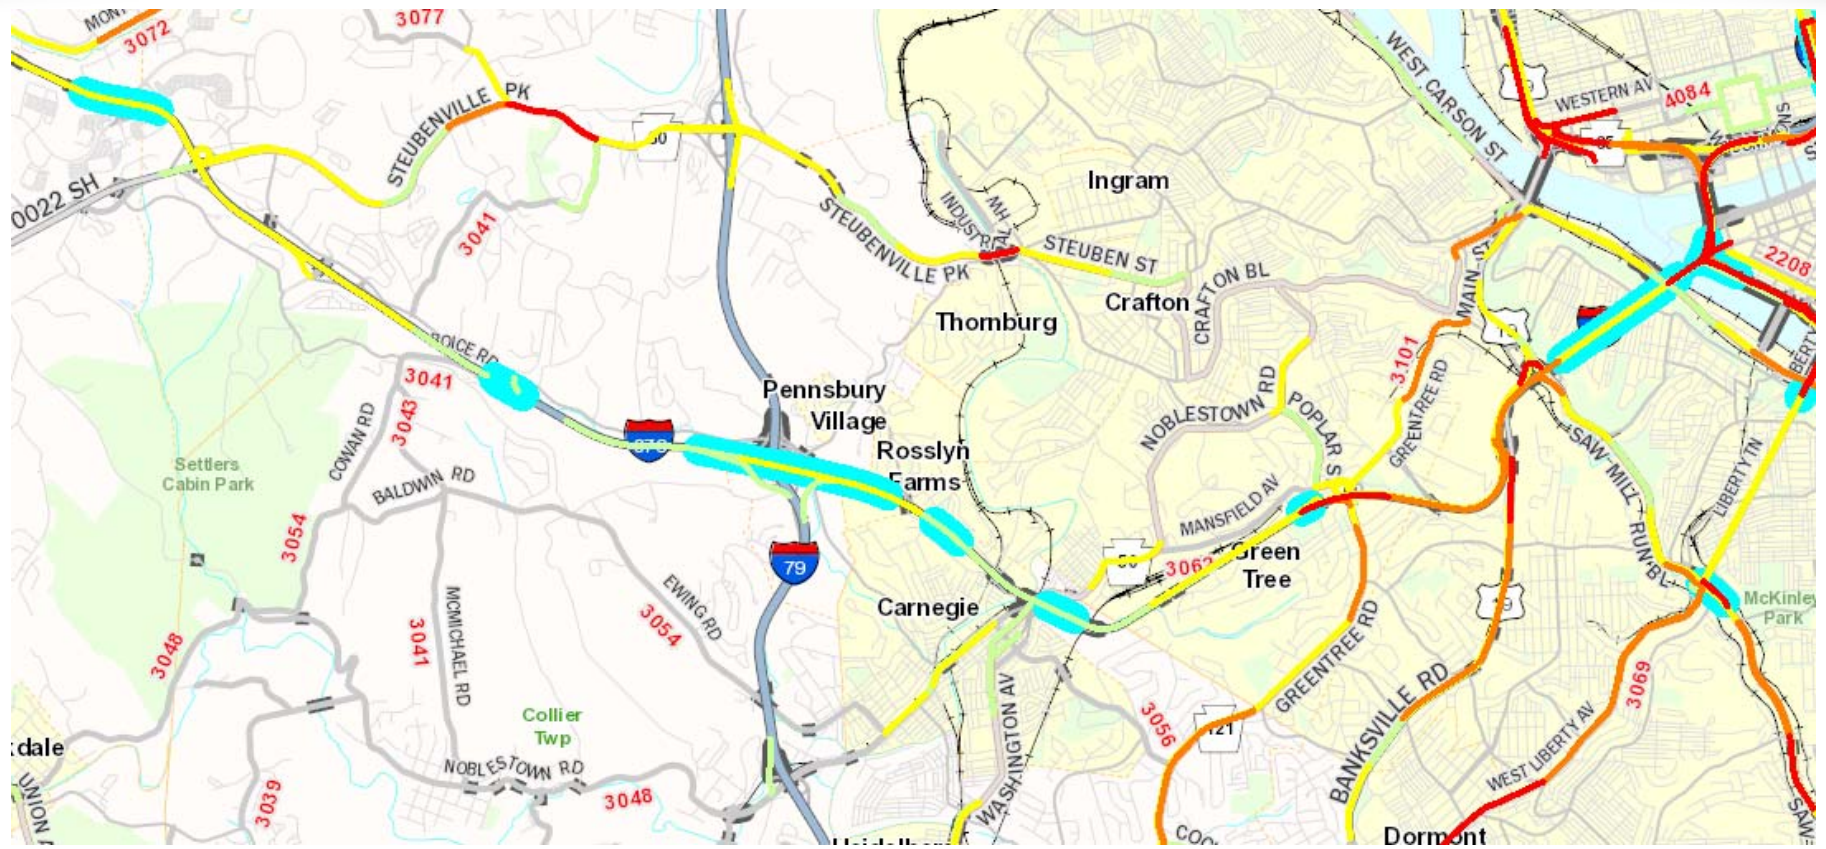 3077
3072
STEUBENVILLE PK
0022 SH
3041
STEUBENVILLE PK
INDUSTRIAL HWY
Ingram
STEUBEN ST
Crafton
CRAFTON BL
Thornburg
WEST CARSON ST
WESTERN AV
4084
2208
MAIN ST
3101
GREENTREE RD
NOBLESTOWN RD
POPLAR S
BOICE RD
3041
3043
COWAN RD
Pennsbury
Village
Rosslyn
Farms
Settlers
Cabin Park
BALDWIN RD
3054
MANSFIELD AV
Green
Tree
79
SAW MILL RUN BL
LIBERTY TN
19
McKinley
Park
Carnegie
EWING RD
3054
MCMICHAEL RD
3041
3048
GREENTREE RD
BANKSVILLE RD
3069
WEST LIBERTY AV
3056
121
WASHINGTON AV
Collier
Twp
kdale
UNION A
NOBLESTOWN RD
3048
3039
Dormont